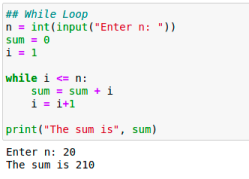 ## While Loop
n = int(input("Enter n: "))
sum = 0
i = 1
while i <= n:
    sum = sum + i
    i = i+1
print("The sum is", sum)
Enter n: 20
The sum is 210